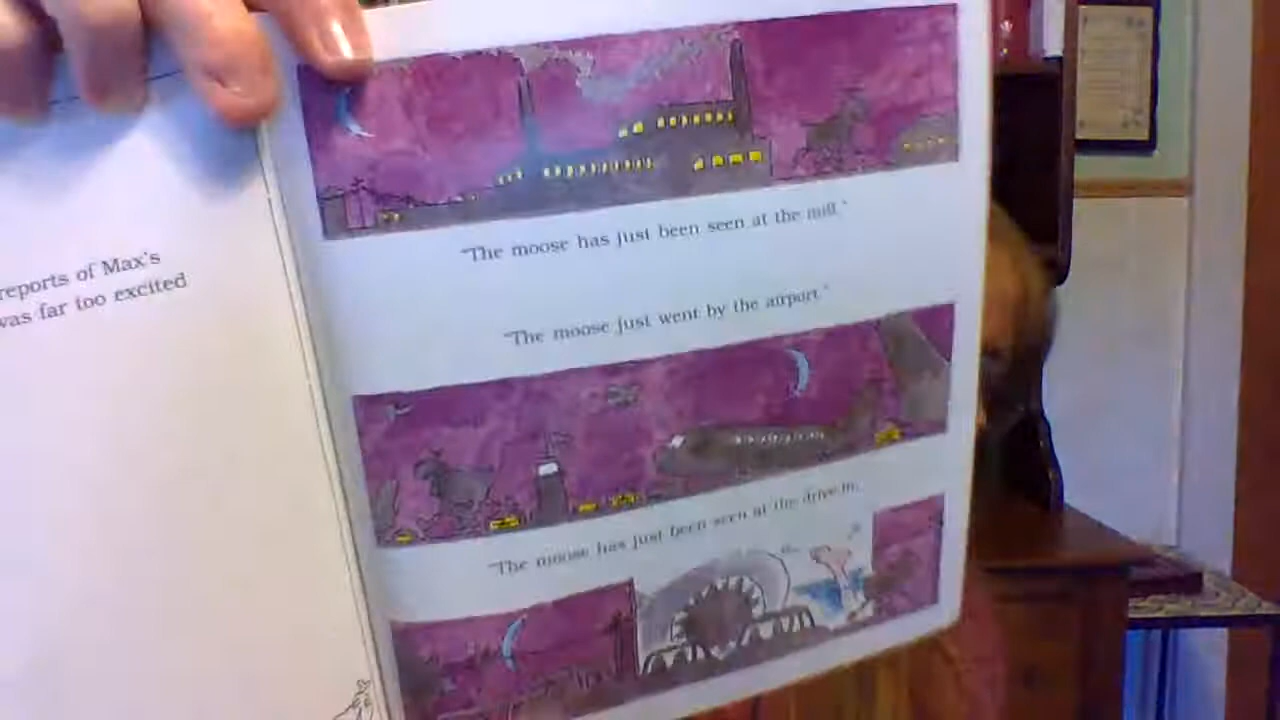 reports of Max's
was far too excited
"The moose has just been seen at the mill."
"The moose just went by the airport."
"The moose has just been seen at the drive-in.